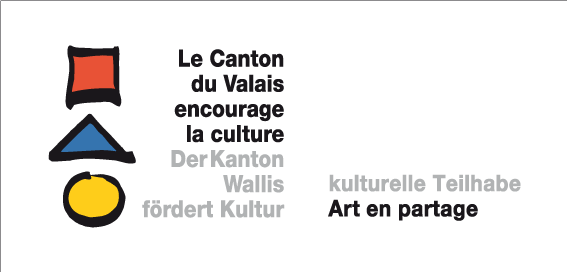 Le Canton
du Valais
encourage
la culture
Der Kanton
Wallis
fördert Kultur
kulturelle Teilhabe
Art en partage